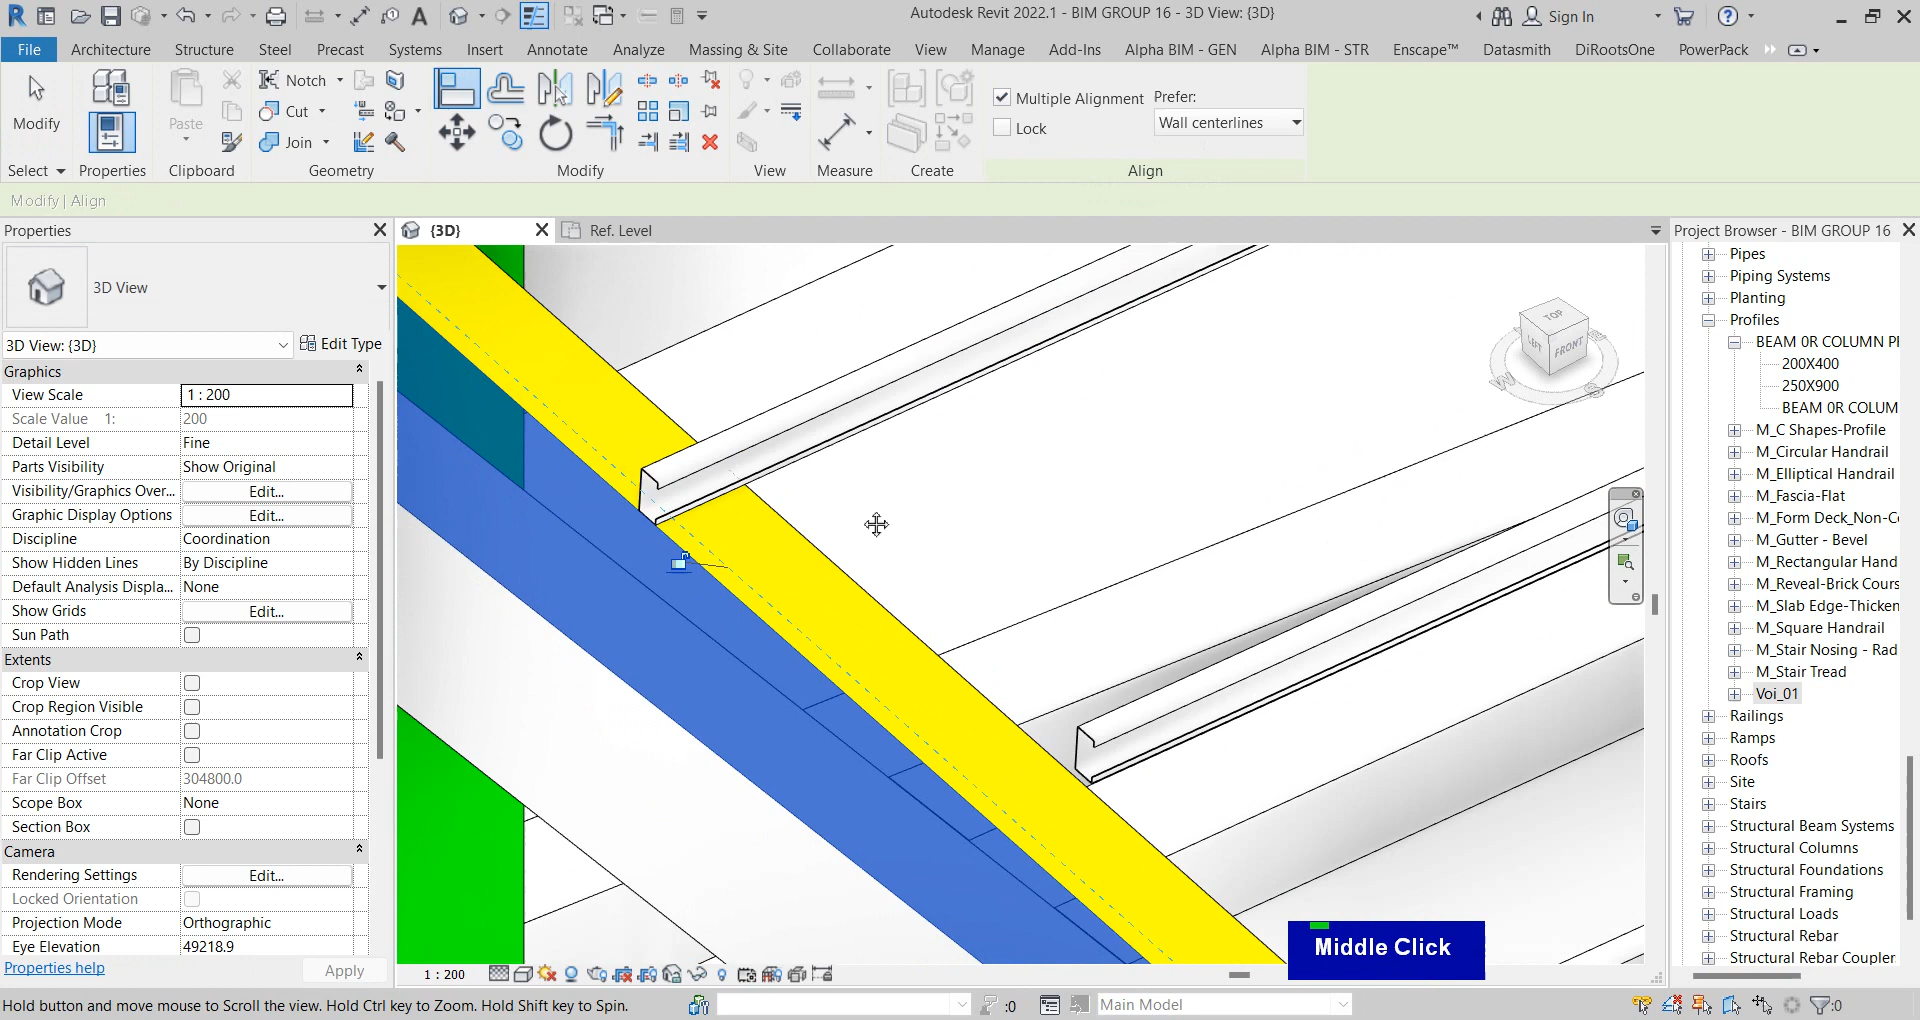 Autodesk Revit 2022.1 - BIM GROUP 16 - 3D View: {3D}
Sign In
File Architecture Structure Steel Precast Systems Insert Annotate Analyze Massing & Site Collaborate View Manage Add-Ins Alpha BIM - GEN Alpha BIM - STR Enscape™ Datasmith DiRootsOne PowerPack
Modify
Paste
Notch
Cut
Join
Multiple Alignment
Lock
Prefer:
Wall centerlines
Select Properties Clipboard Geometry Modify View Measure Create Align
Modify | Align
Properties
{3D}
Ref. Level
Project Browser - BIM GROUP 16
3D View
3D View: {3D}
Edit Type
Graphics
View Scale 1 : 200
Scale Value 1: 200
Detail Level Fine
Parts Visibility Show Original
Visibility/Graphics Over... Edit...
Graphic Display Options Edit...
Discipline Coordination
Show Hidden Lines By Discipline
Default Analysis Displa... None
Show Grids Edit...
Sun Path
Extents
Crop View
Crop Region Visible
Annotation Crop
Far Clip Active
Far Clip Offset 304800.0
Scope Box None
Section Box
Camera
Rendering Settings Edit...
Locked Orientation
Projection Mode Orthographic
Eye Elevation 49218.9
Properties help
Apply
TOP
LEFT
FRONT
W
S
Middle Click
1 : 200
Pipes
Piping Systems
Planting
Profiles
BEAM 0R COLUMN P
200X400
250X900
BEAM 0R COLUM
M_C Shapes-Profile
M_Circular Handrail
M_Elliptical Handrail
M_Fascia-Flat
M_Form Deck_Non-C
M_Gutter - Bevel
M_Rectangular Hand
M_Reveal-Brick Cours
M_Slab Edge-Thicken
M_Square Handrail
M_Stair Nosing - Rad
M_Stair Tread
Voi_01
Railings
Ramps
Roofs
Site
Stairs
Structural Beam Systems
Structural Columns
Structural Foundations
Structural Framing
Structural Loads
Structural Rebar
Structural Rebar Coupler
Hold button and move mouse to Scroll the view. Hold Ctrl key to Zoom. Hold Shift key to Spin.
:0
Main Model
:0